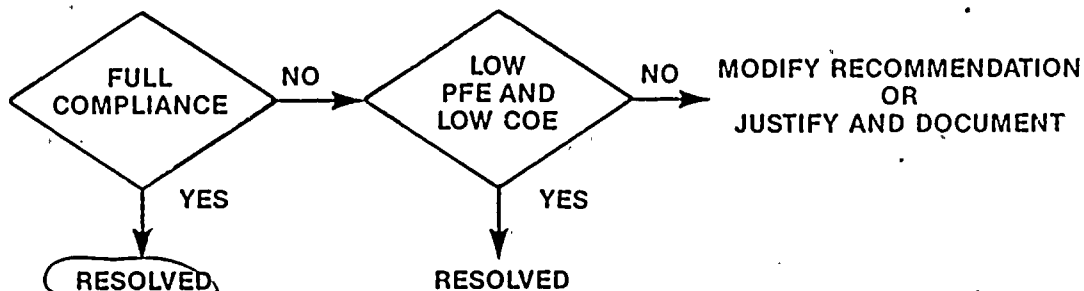 FULL
COMPLIANCE
NO
LOW
PFE AND
LOW COE
NO
MODIFY RECOMMENDATION
OR
JUSTIFY AND DOCUMENT
YES
YES
RESOLVED
RESOLVED